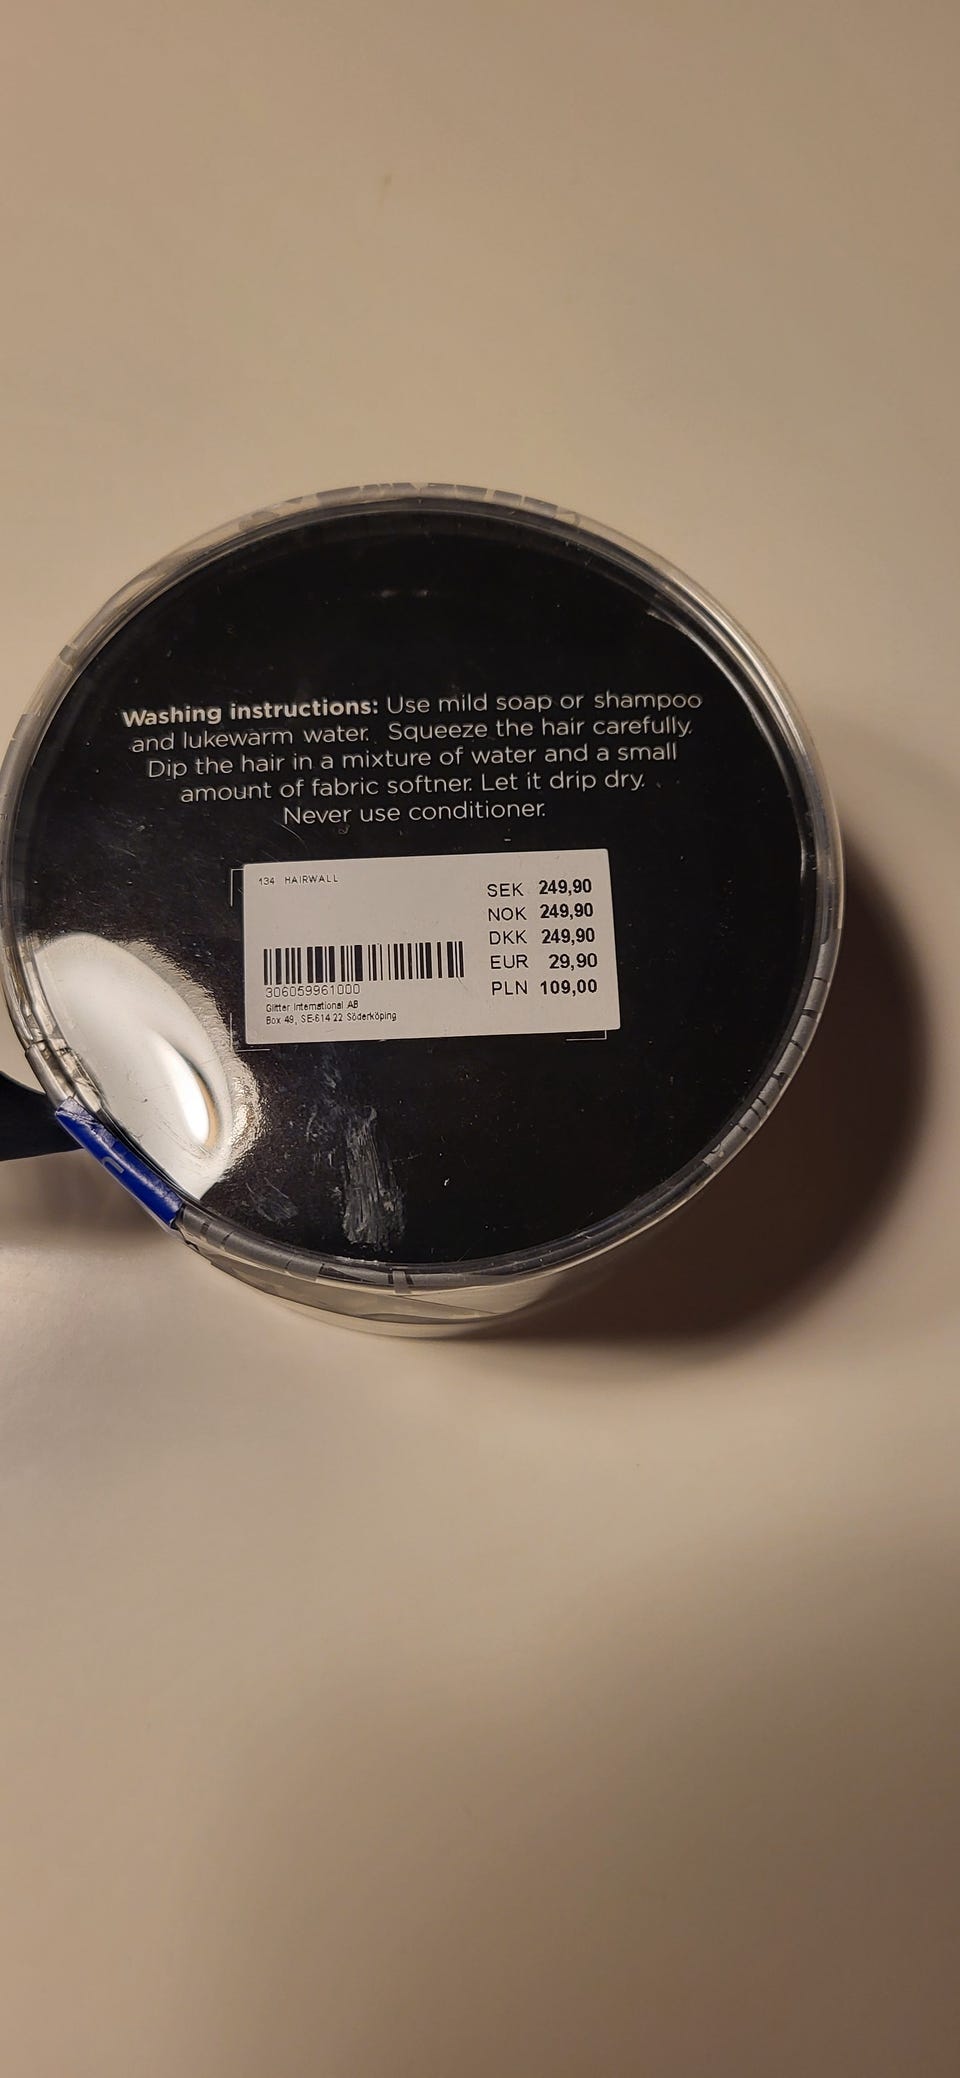 Washing instructions: Use mild soap or shampoo
and lukewarm water. Squeeze the hair carefully.
Dip the hair in a mixture of water and a small
amount of fabric softner. Let it drip dry.
Never use conditioner.
134 HAIRWALL
SEK 249,90
NOK 249,90
DKK 249,90
EUR 29,90
PLN 109,00
306059961000
Glitter International AB
Box 49, SE-614 22 Söderköping